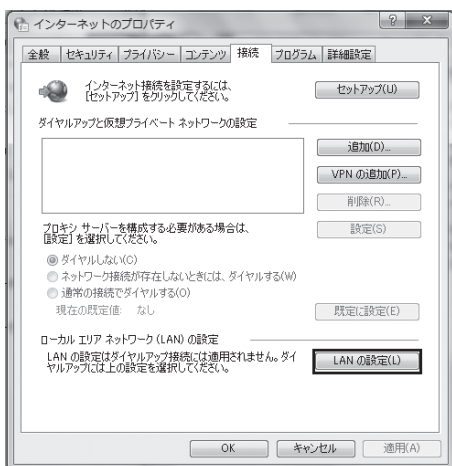 インターネットのプロパティ
全般 セキュリティ プライバシー コンテンツ 接続 プログラム 詳細設定
インターネット接続を設定するには、
[セットアップ] をクリックしてください。
セットアップ(U)
ダイヤルアップと仮想プライベート ネットワークの設定
追加(D)...
VPN の追加(P)...
削除(R)...
プロキシ サーバーを構成する必要がある場合は、
[設定] を選択してください。
設定(S)
ダイヤルしない(C)
ネットワーク接続が存在しないときには、ダイヤルする(W)
通常の接続でダイヤルする(O)
現在の既定値: なし
既定に設定(E)
ローカル エリア ネットワーク (LAN) の設定
LAN の設定はダイヤルアップ接続には適用されません。ダイ
ヤルアップには上の設定を選択してください。
LAN の設定(L)
OK キャンセル 適用(A)